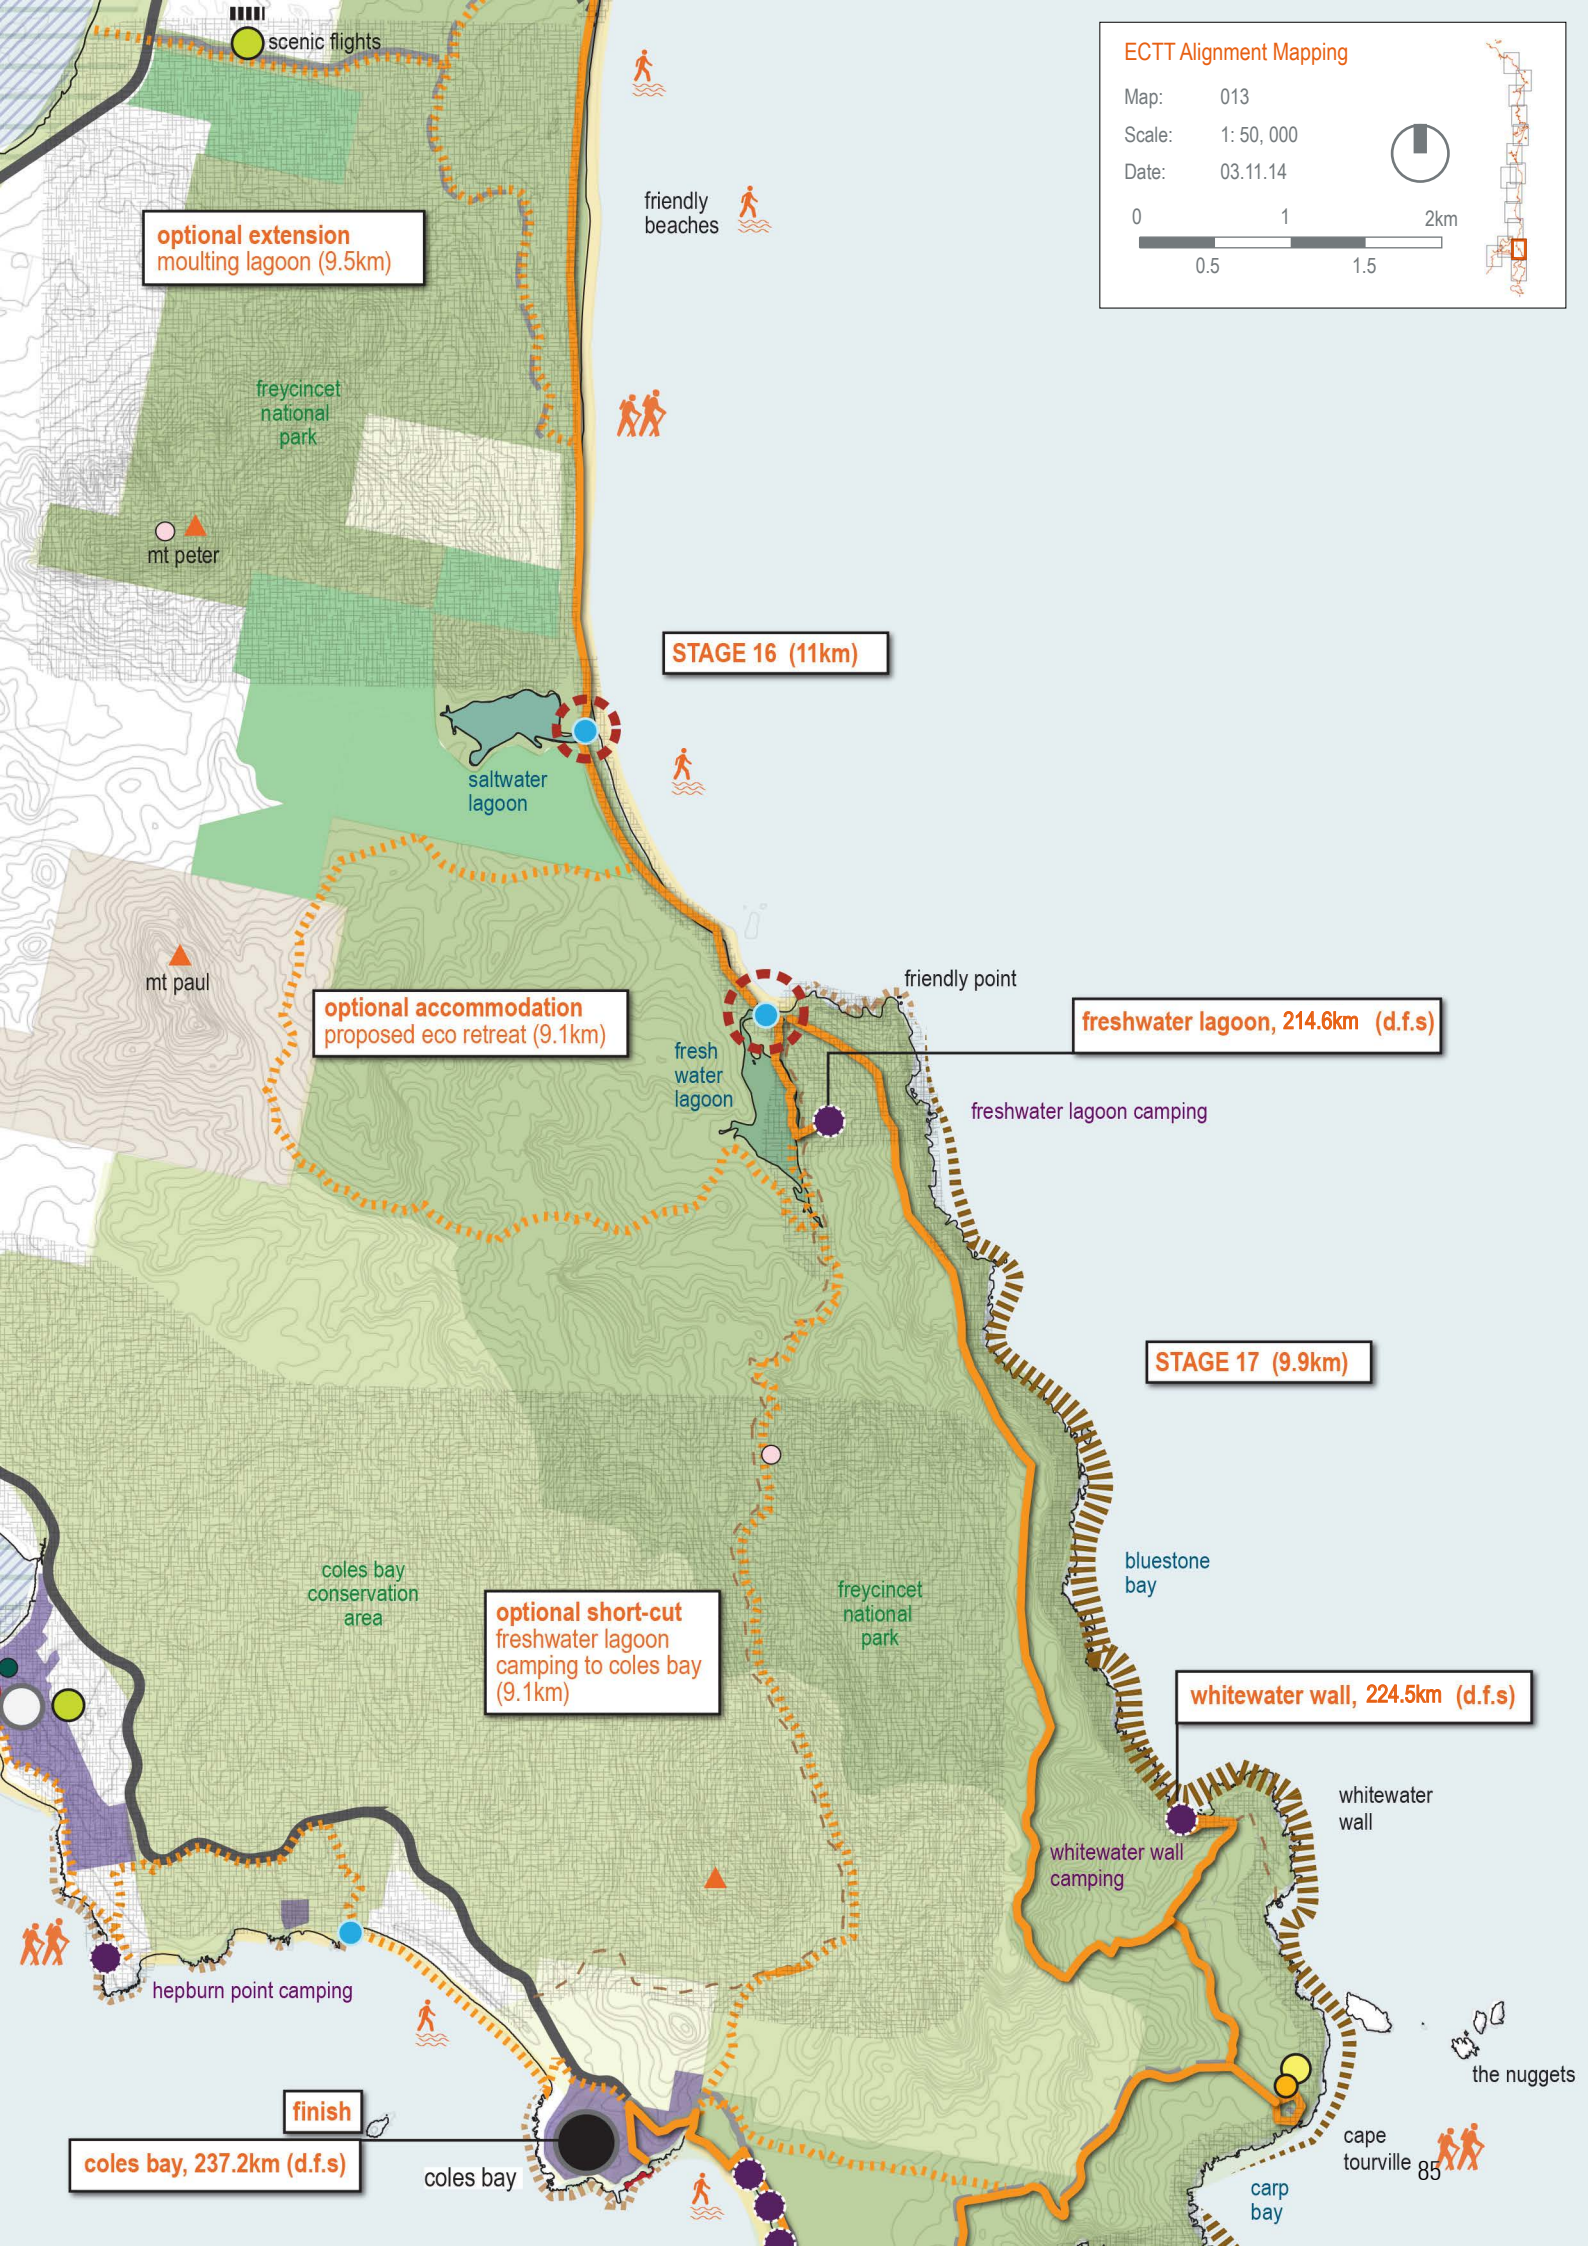 scenic flights
ECTT Alignment Mapping
Map: 013
Scale: 1: 50, 000
Date: 03.11.14
0 1 2km
0.5 1.5
friendly
beaches
optional extension
moulting lagoon (9.5km)
freycincet
national
park
mt peter
STAGE 16 (11km)
saltwater
lagoon
mt paul
optional accommodation
proposed eco retreat (9.1km)
friendly point
freshwater lagoon, 214.6km (d.f.s)
fresh
water
lagoon
freshwater lagoon camping
STAGE 17 (9.9km)
bluestone
bay
coles bay
conservation
area
optional short-cut
freshwater lagoon
camping to coles bay
(9.1km)
freycincet
national
park
whitewater wall, 224.5km (d.f.s)
whitewater
wall
whitewater wall
camping
hepburn point camping
the nuggets
finish
coles bay, 237.2km (d.f.s)
coles bay
cape
tourville
85
carp
bay